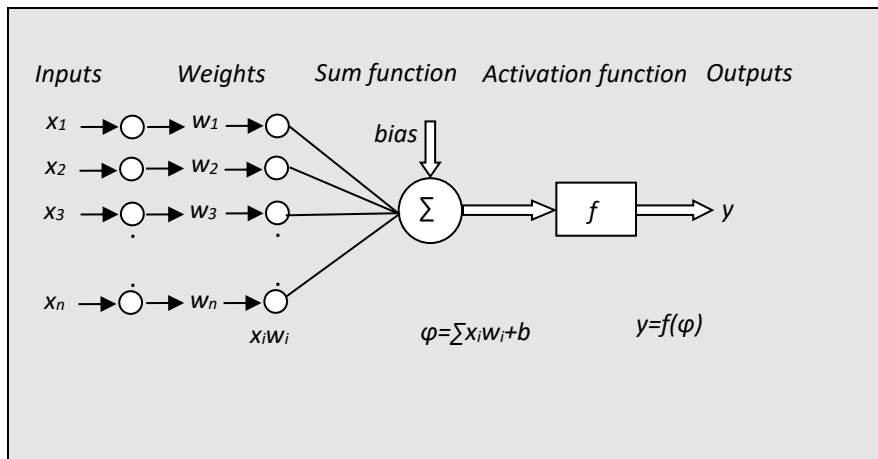 Inputs Weights Sum function Activation function Outputs
x₁ w₁
bias
x₂ w₂
x₃ w₃ Σ f y
. .
. .
xₙ wₙ
xᵢwᵢ φ=∑xᵢwᵢ+b y=f(φ)